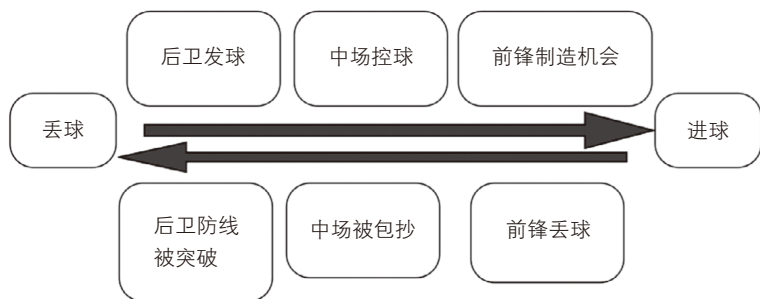 后卫发球
中场控球
前锋制造机会
丢球
进球
后卫防线
被突破
中场被包抄
前锋丢球